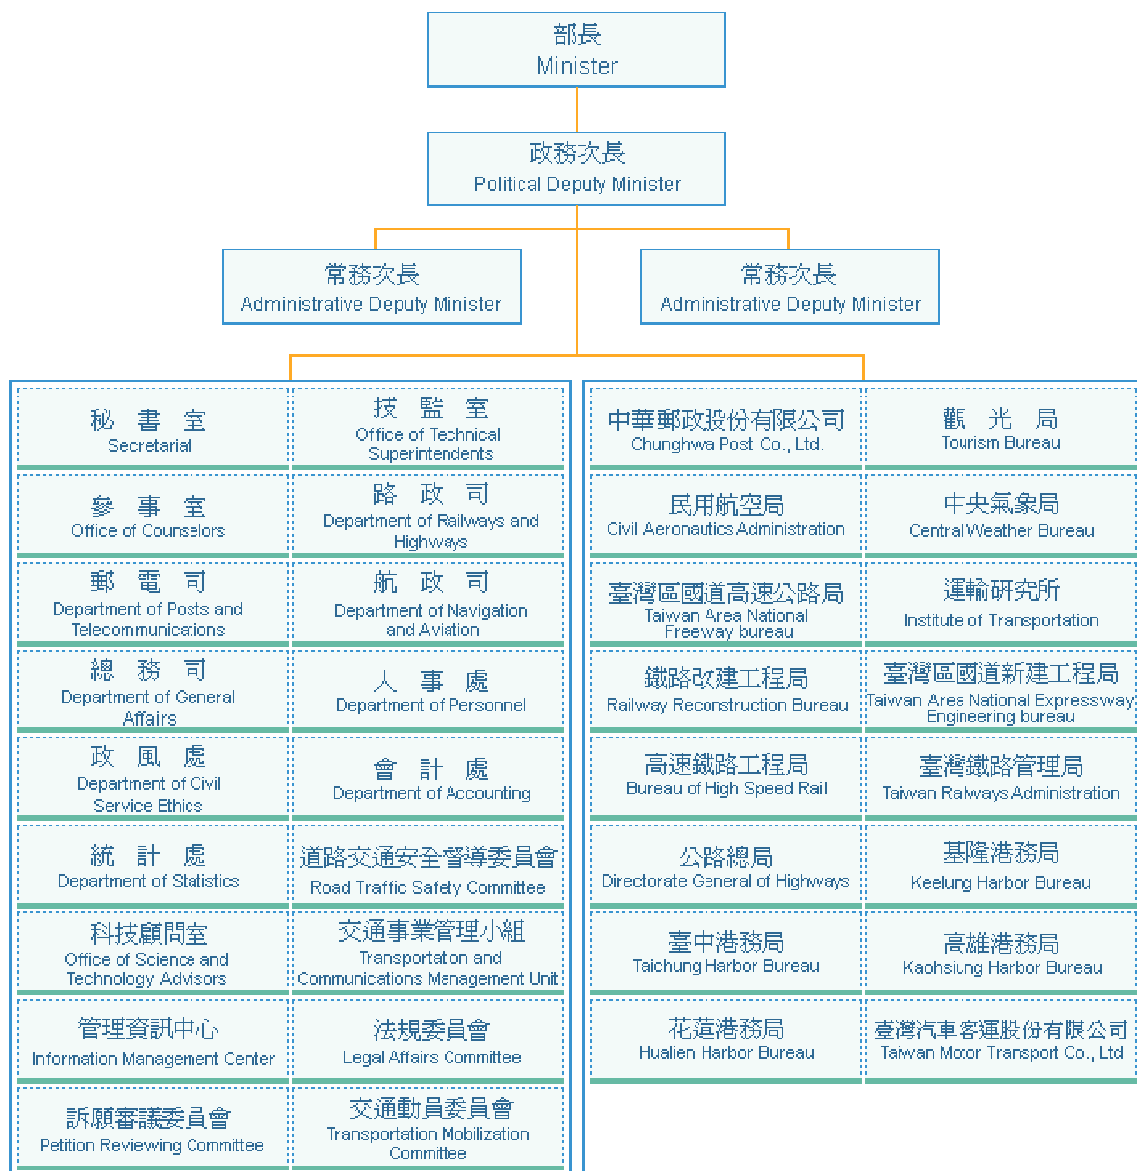 部長
Minister
政務次長
Political Deputy Minister
常務次長
Administrative Deputy Minister
常務次長
Administrative Deputy Minister
秘 書 室
Secretarial
技 監 室
Office of Technical
Superintendents
參 事 室
Office of Counselors
路 政 司
Department of Railways and
Highways
郵 電 司
Department of Posts and
Telecommunications
航 政 司
Department of Navigation
and Aviation
總 務 司
Department of General
Affairs
人 事 處
Department of Personnel
政 風 處
Department of Civil
Service Ethics
會 計 處
Department of Accounting
統 計 處
Department of Statistics
道路交通安全督導委員會
Road Traffic Safety Committee
科技顧問室
Office of Science and
Technology Advisors
交通事業管理小組
Transportation and
Communications Management Unit
管理資訊中心
Information Management Center
法規委員會
Legal Affairs Committee
訴願審議委員會
Petition Reviewing Committee
交通動員委員會
Transportation Mobilization
Committee
中華郵政股份有限公司
Chunghwa Post Co., Ltd.
觀 光 局
Tourism Bureau
民用航空局
Civil Aeronautics Administration
中央氣象局
Central Weather Bureau
臺灣區國道高速公路局
Taiwan Area National
Freeway bureau
運輸研究所
Institute of Transportation
鐵路改建工程局
Railway Reconstruction Bureau
臺灣區國道新建工程局
Taiwan Area National Expressway
Engineering bureau
高速鐵路工程局
Bureau of High Speed Rail
臺灣鐵路管理局
Taiwan Railways Administration
公路總局
Directorate General of Highways
基隆港務局
Keelung Harbor Bureau
臺中港務局
Taichung Harbor Bureau
高雄港務局
Kaohsiung Harbor Bureau
花蓮港務局
Hualien Harbor Bureau
臺灣汽車客運股份有限公司
Taiwan Motor Transport Co., Ltd